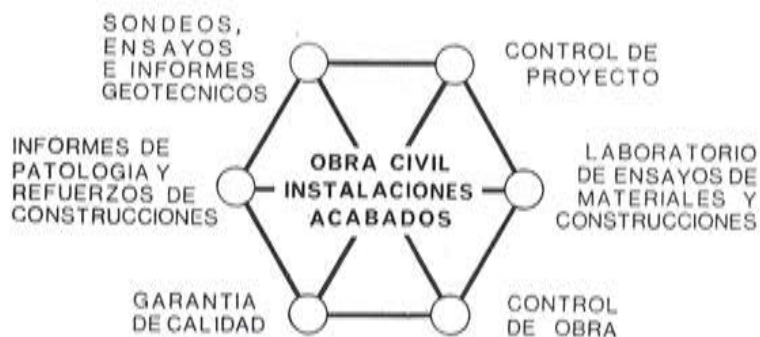 SONDEOS,
ENSAYOS
E INFORMES
GEOTECNICOS
CONTROL DE
PROYECTO
INFORMES DE
PATOLOGIA Y
REFUERZOS DE
CONSTRUCCIONES
OBRA CIVIL
INSTALACIONES
ACABADOS
LABORATORIO
DE ENSAYOS DE
MATERIALES Y
CONSTRUCCIONES
GARANTIA
DE CALIDAD
CONTROL
DE OBRA